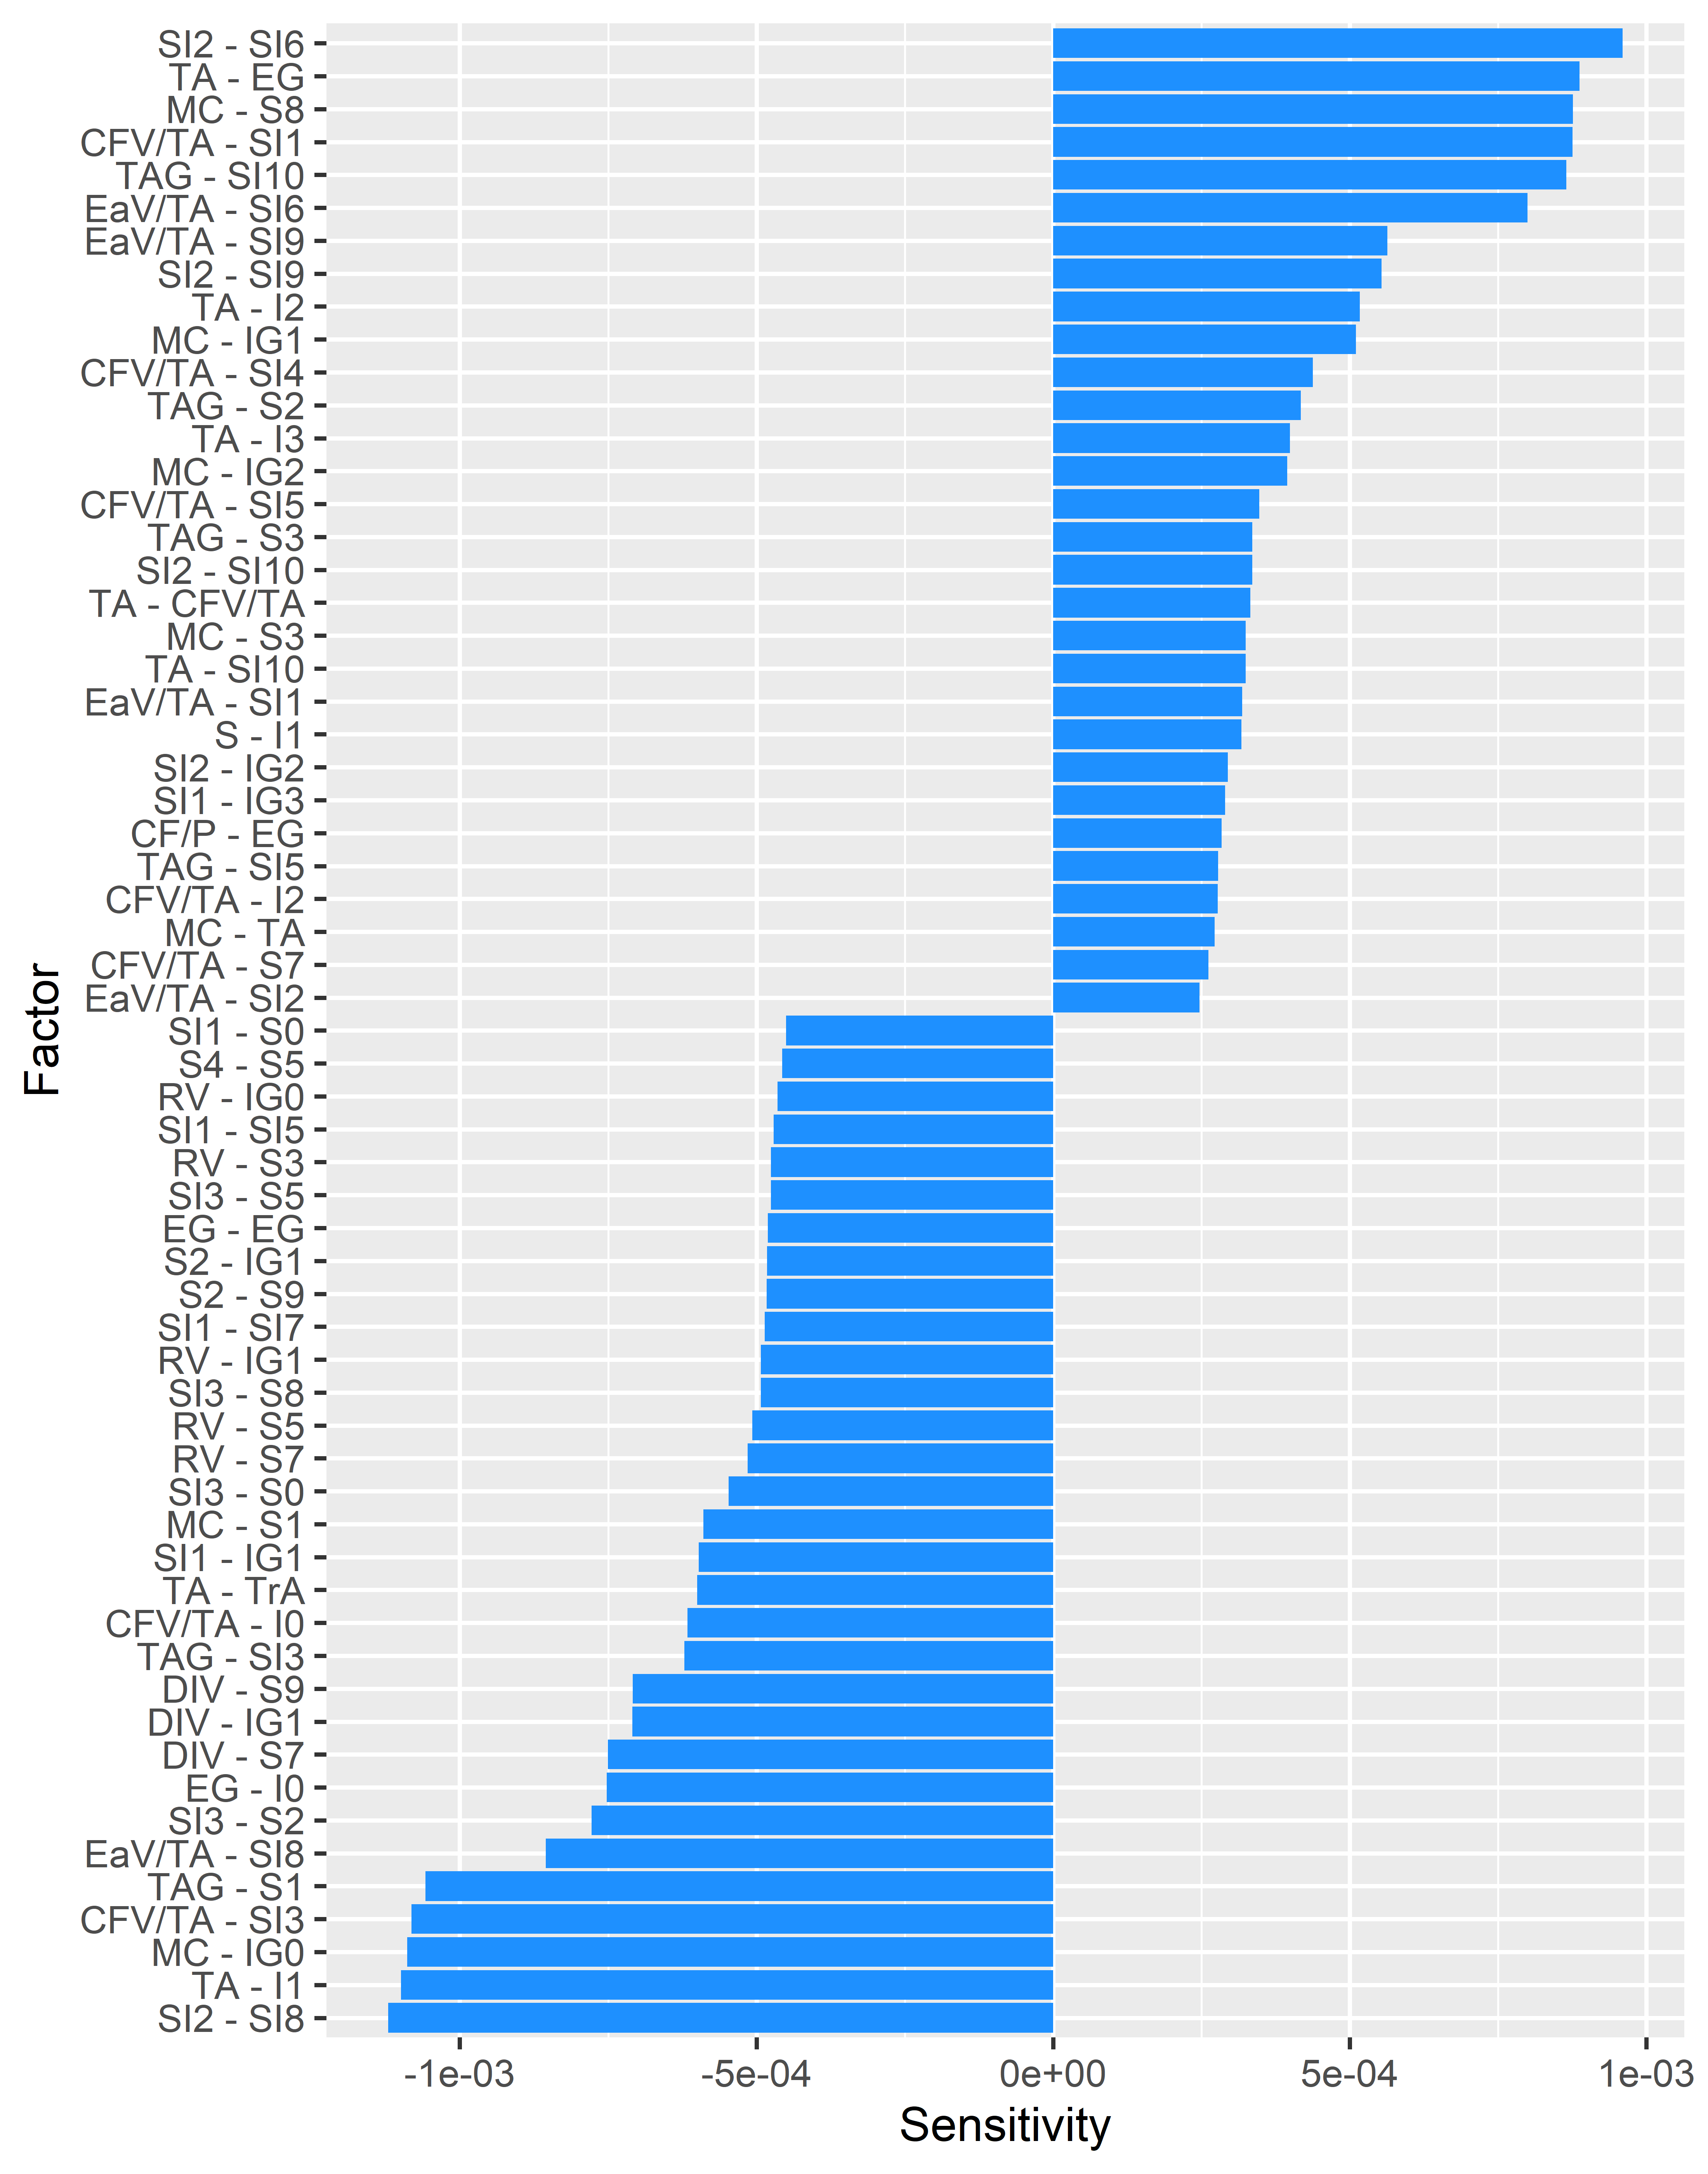 SI2 - SI6
TA - EG
MC - S8
CFV/TA - SI1
TAG - SI10
EaV/TA - SI6
EaV/TA - SI9
SI2 - SI9
TA - I2
MC - IG1
CFV/TA - SI4
TAG - S2
TA - I3
MC - IG2
CFV/TA - SI5
TAG - S3
SI2 - SI10
TA - CFV/TA
MC - S3
TA - SI10
EaV/TA - SI1
S - I1
SI2 - IG2
SI1 - IG3
CF/P - EG
TAG - SI5
CFV/TA - I2
MC - TA
CFV/TA - S7
EaV/TA - SI2
SI1 - S0
S4 - S5
RV - IG0
SI1 - SI5
RV - S3
SI3 - S5
EG - EG
S2 - IG1
S2 - S9
SI1 - SI7
RV - IG1
SI3 - S8
RV - S5
RV - S7
SI3 - S0
MC - S1
SI1 - IG1
TA - TrA
CFV/TA - I0
TAG - SI3
DIV - S9
DIV - IG1
DIV - S7
EG - I0
SI3 - S2
EaV/TA - SI8
TAG - S1
CFV/TA - SI3
MC - IG0
TA - I1
SI2 - SI8
Factor
-1e-03 -5e-04 0e+00 5e-04 1e-03
Sensitivity